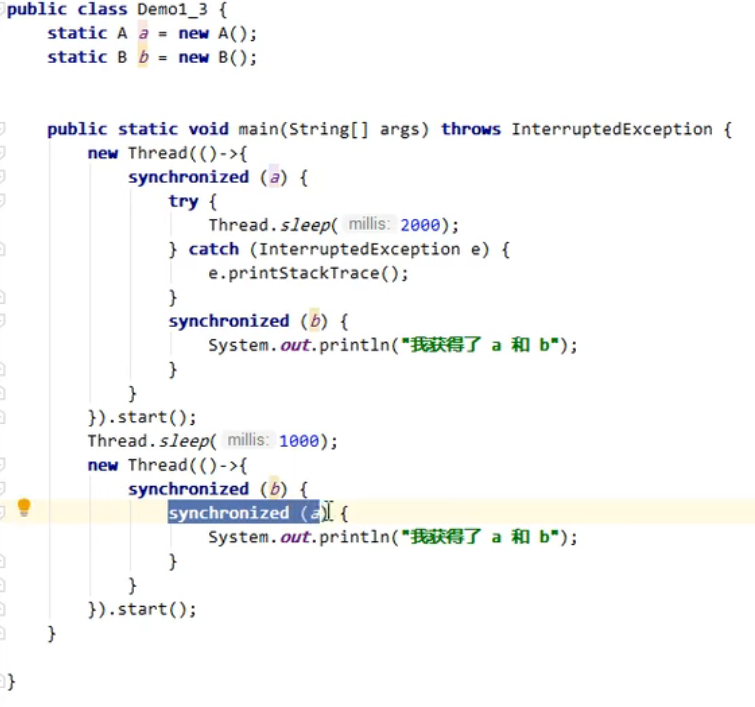 public class Demo1_3 {
    static A a = new A();
    static B b = new B();
    public static void main(String[] args) throws InterruptedException {
        new Thread(()->{
            synchronized (a) {
                try {
                    Thread.sleep( millis: 2000);
                } catch (InterruptedException e) {
                    e.printStackTrace();
                }
                synchronized (b) {
                    System.out.println("我获得了 a 和 b");
                }
            }
        }).start();
        Thread.sleep( millis: 1000);
        new Thread(()->{
            synchronized (b) {
                synchronized (a) {
                    System.out.println("我获得了 a 和 b");
                }
            }
        }).start();
    }
}